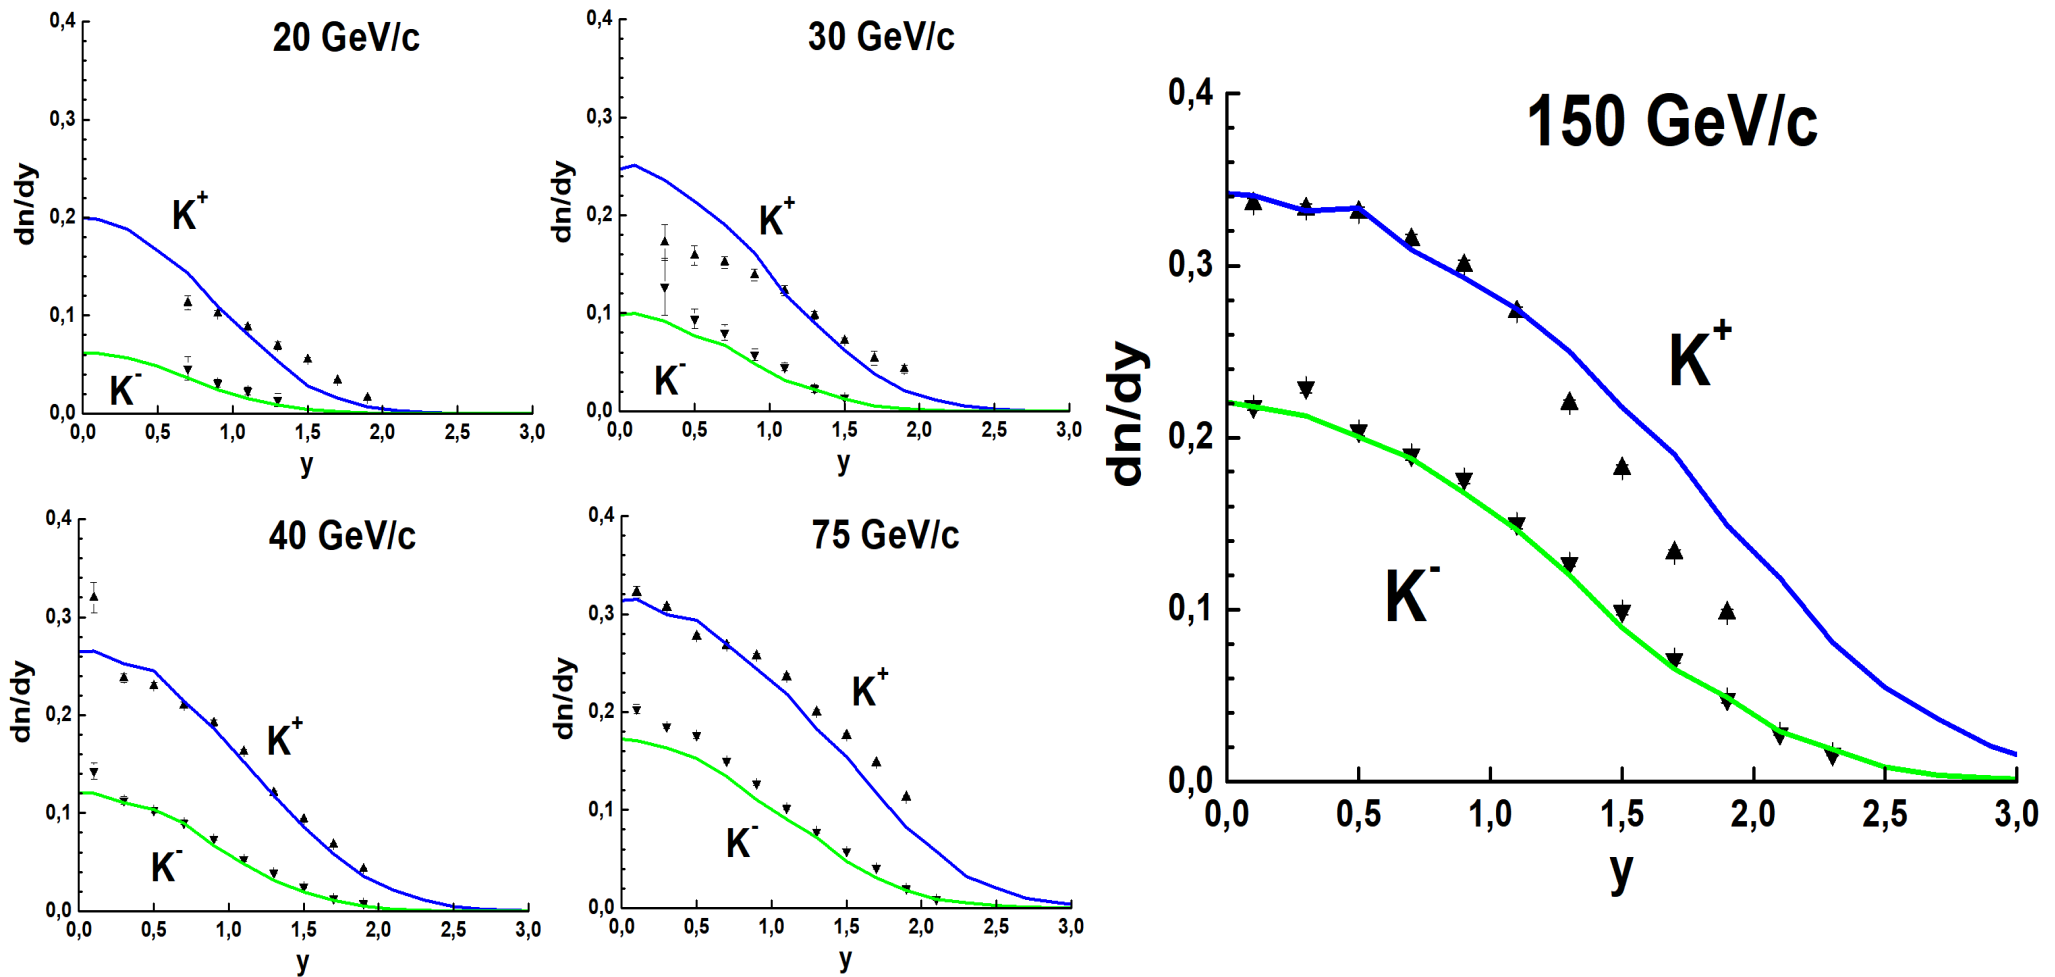 20 GeV/c
0,4
0,3
0,2
0,1
0,0
dn/dy
K+
K-
0,0 0,5 1,0 1,5 2,0 2,5 3,0
y
30 GeV/c
0,4
0,3
0,2
0,1
0,0
dn/dy
K+
K-
0,0 0,5 1,0 1,5 2,0 2,5 3,0
y
40 GeV/c
0,4
0,3
0,2
0,1
0,0
dn/dy
K+
K-
0,0 0,5 1,0 1,5 2,0 2,5 3,0
y
75 GeV/c
0,4
0,3
0,2
0,1
0,0
dn/dy
K+
K-
0,0 0,5 1,0 1,5 2,0 2,5 3,0
y
150 GeV/c
0,4
0,3
0,2
0,1
0,0
dn/dy
K+
K-
0,0 0,5 1,0 1,5 2,0 2,5 3,0
y